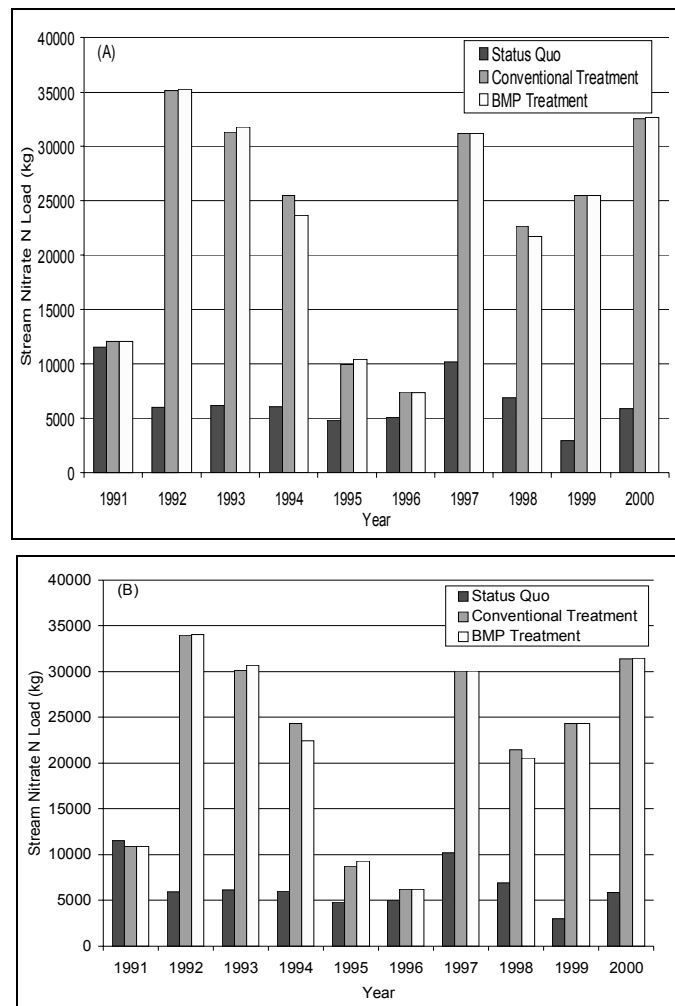 (A)
Status Quo
Conventional Treatment
BMP Treatment
Stream Nitrate N Load (kg)
40000
35000
30000
25000
20000
15000
10000
5000
0
1991 1992 1993 1994 1995 1996 1997 1998 1999 2000
Year
(B)
Status Quo
Conventional Treatment
BMP Treatment
Stream Nitrate N Load (kg)
40000
35000
30000
25000
20000
15000
10000
5000
0
1991 1992 1993 1994 1995 1996 1997 1998 1999 2000
Year